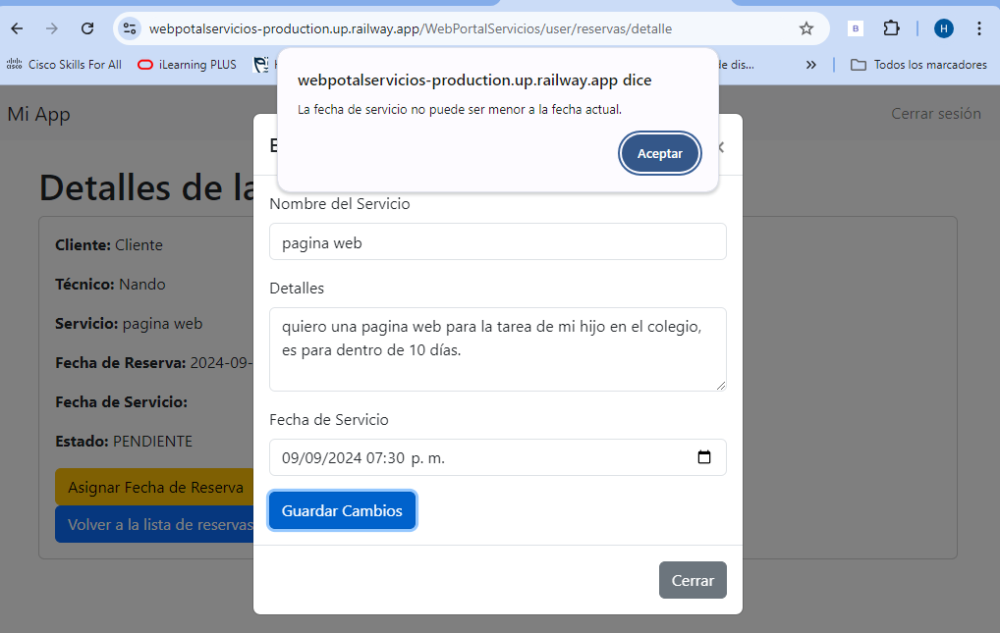 webpotalservicios-production.up.railway.app/WebPortalServicios/user/reservas/detalle
B
H
Cisco Skills For All
iLearning PLUS
de dis...
Todos los marcadores
webpotalservicios-production.up.railway.app dice
La fecha de servicio no puede ser menor a la fecha actual.
Aceptar
Mi App
Cerrar sesión
Detalles de la
Cliente: Cliente
Técnico: Nando
Servicio: pagina web
Fecha de Reserva: 2024-09-
Fecha de Servicio:
Estado: PENDIENTE
Asignar Fecha de Reserva
Volver a la lista de reservas
Nombre del Servicio
pagina web
Detalles
quiero una pagina web para la tarea de mi hijo en el colegio,
es para dentro de 10 días.
Fecha de Servicio
09/09/2024 07:30 p. m.
Guardar Cambios
Cerrar